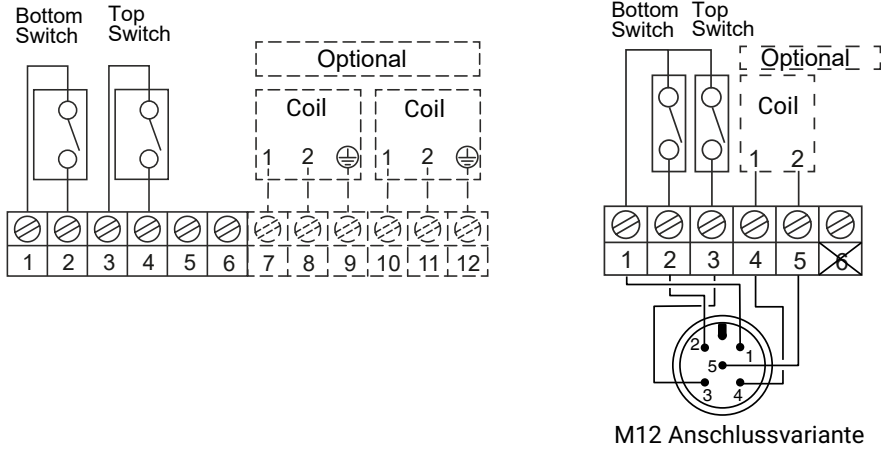 Bottom Switch
Top Switch
Optional
Coil
Coil
1 2
1 2
1 2 3 4 5 6 7 8 9 10 11 12
Bottom Switch
Top Switch
Optional
Coil
1 2
1 2 3 4 5 6
2 1
5
3 4
M12 Anschlussvariante